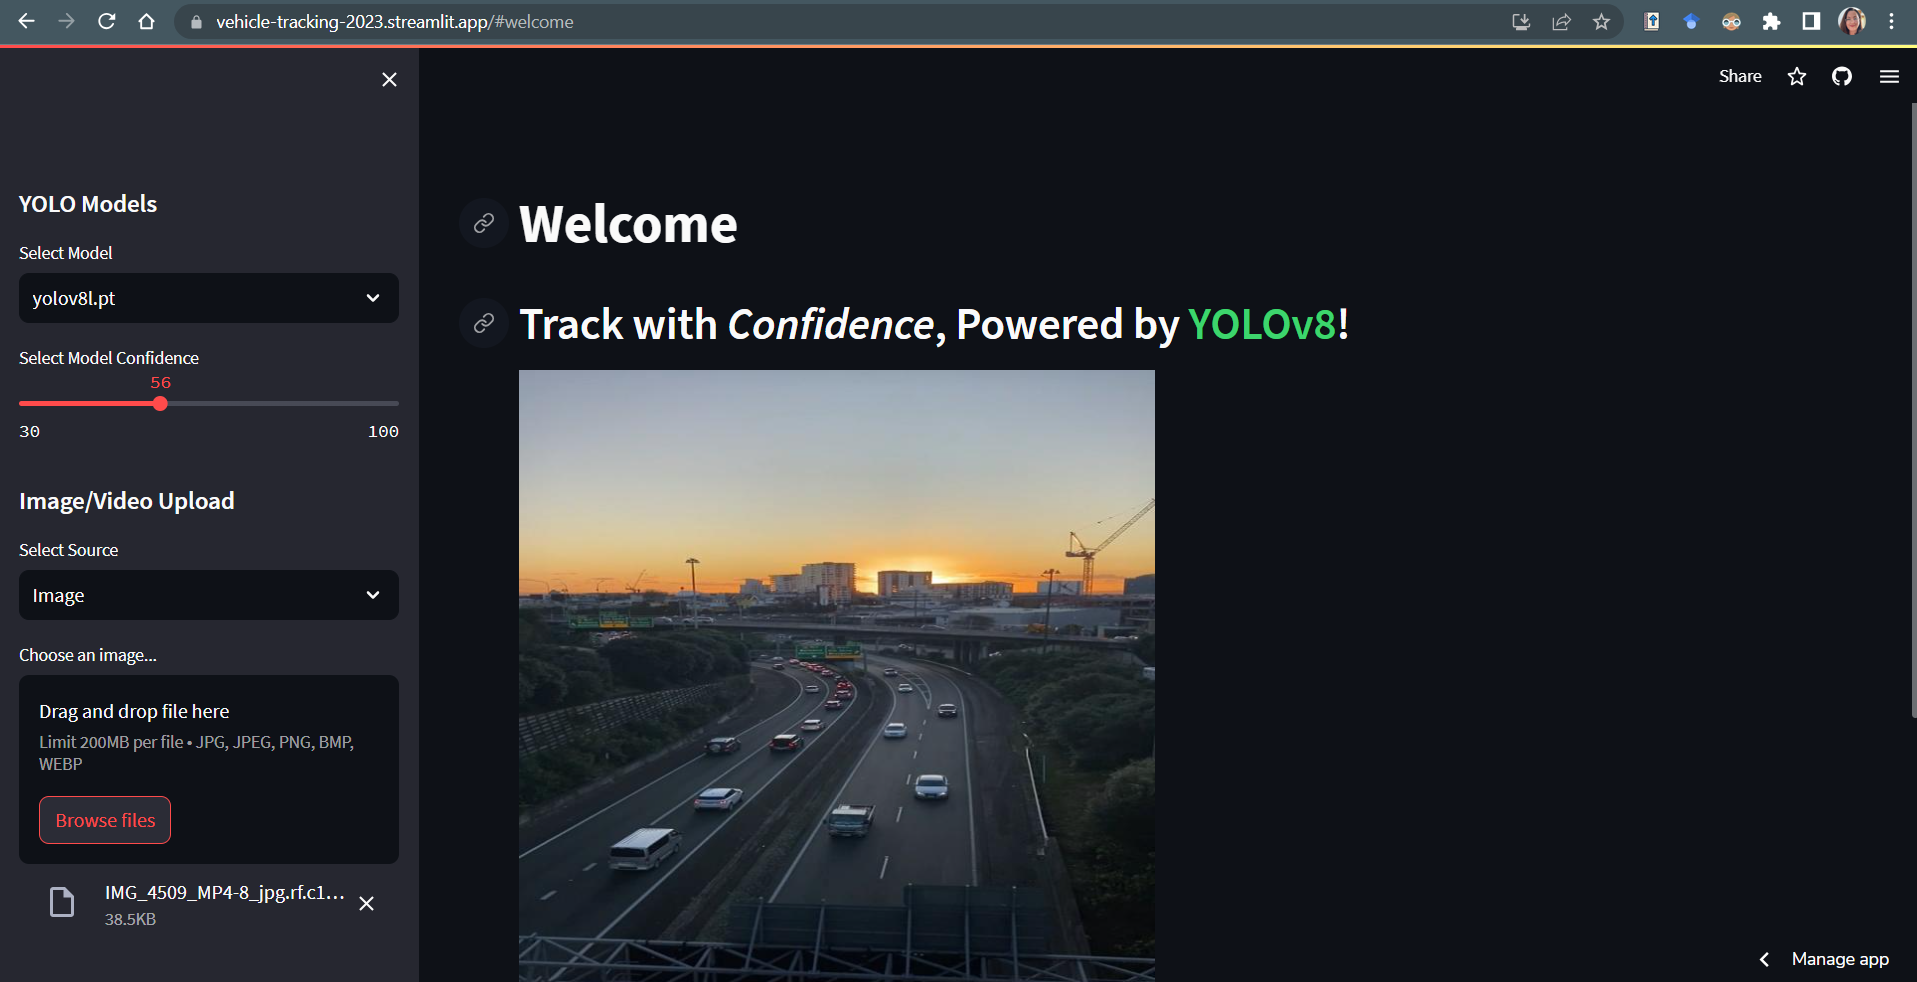 vehicle-tracking-2023.streamlit.app/#welcome
Share
YOLO Models
Select Model
yolov8l.pt
Select Model Confidence
56
30
100
Image/Video Upload
Select Source
Image
Choose an image...
Drag and drop file here
Limit 200MB per file • JPG, JPEG, PNG, BMP,
WEBP
Browse files
IMG_4509_MP4-8_jpg.rf.c1...
38.5KB
Welcome
Track with Confidence, Powered by YOLOv8!
Manage app